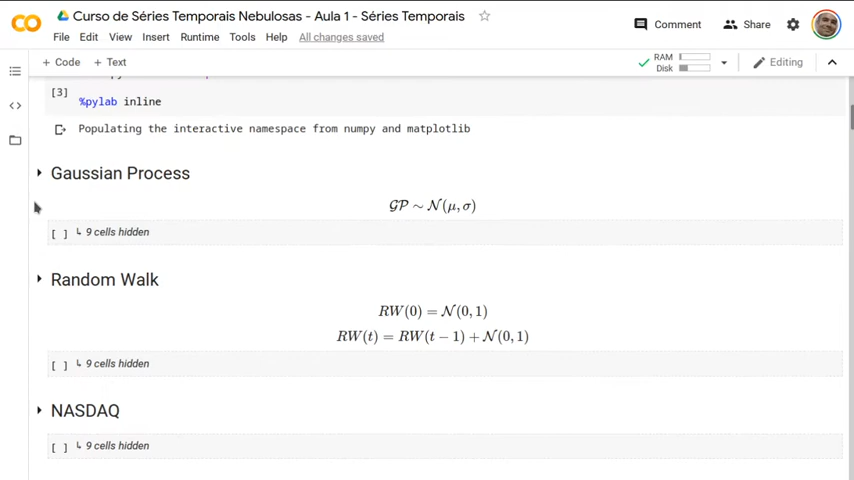 Curso de Séries Temporais Nebulosas - Aula 1 - Séries Temporais
Comment
Share
File Edit View Insert Runtime Tools Help All changes saved
+ Code + Text
RAM
Disk
Editing
[3]
%pylab inline
Populating the interactive namespace from numpy and matplotlib
Gaussian Process
𝒢𝒫 ∼ 𝒩(μ, σ)
[ ] ↳ 9 cells hidden
Random Walk
RW(0) = 𝒩(0, 1)
RW(t) = RW(t − 1) + 𝒩(0, 1)
[ ] ↳ 9 cells hidden
NASDAQ
[ ] ↳ 9 cells hidden